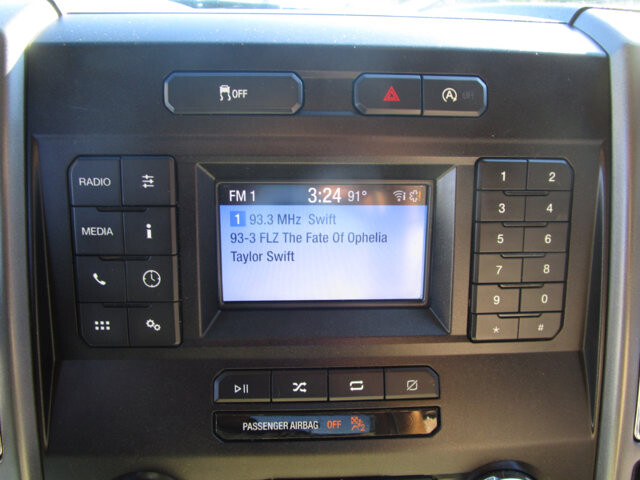 OFF
RADIO
MEDIA
FM 1 3:24 91°
1 93.3 MHz Swift
93-3 FLZ The Fate Of Ophelia
Taylor Swift
1 2
3 4
5 6
7 8
9 0
* #
PASSENGER AIRBAG OFF